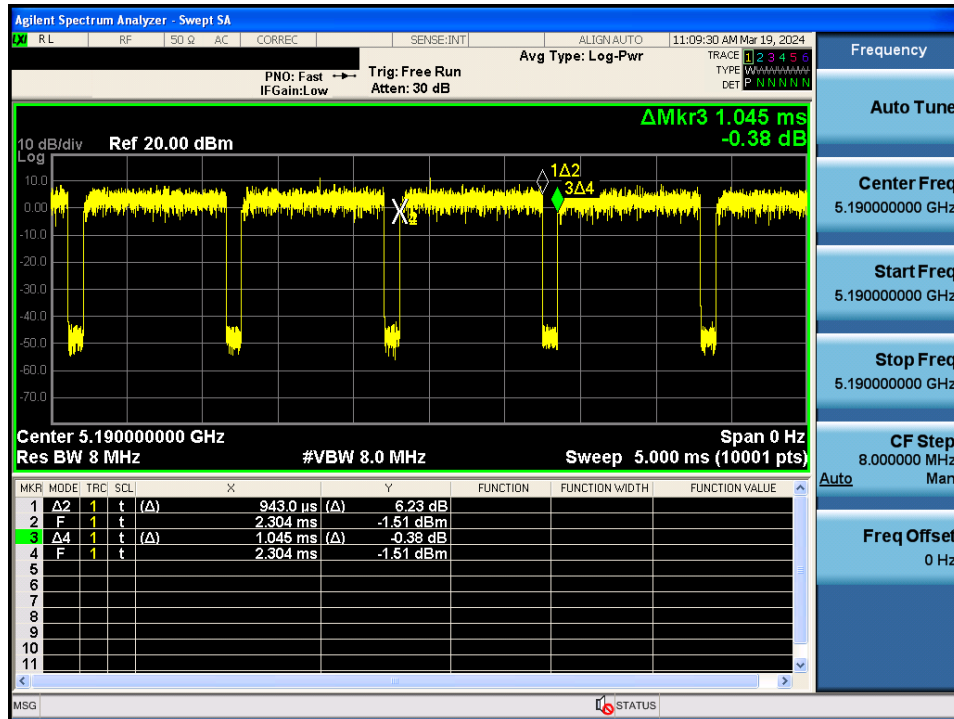 Agilent Spectrum Analyzer - Swept SA
LXI RL RF 50 Ω AC CORREC SENSE:INT ALIGN AUTO 11:09:30 AM Mar 19, 2024
Avg Type: Log-Pwr
TRACE 1 2 3 4 5 6
PNO: Fast Trig: Free Run
TYPE WWWWWW
IFGain:Low Atten: 30 dB
DET P N N N N N
Frequency
Auto Tune
Center Freq
5.190000000 GHz
Start Freq
5.190000000 GHz
Stop Freq
5.190000000 GHz
CF Step
8.000000 MHz
Auto Man
Freq Offset
0 Hz
ΔMkr3 1.045 ms
-0.38 dB
10 dB/div Ref 20.00 dBm
Log
10.0
0.00
-10.0
-20.0
-30.0
-40.0
-50.0
-60.0
-70.0
1Δ2
3Δ4
Center 5.190000000 GHz Span 0 Hz
Res BW 8 MHz #VBW 8.0 MHz Sweep 5.000 ms (10001 pts)
MKR MODE TRC SCL X Y FUNCTION FUNCTION WIDTH FUNCTION VALUE
1 Δ2 1 t (Δ) 943.0 µs (Δ) 6.23 dB
2 F 1 t 2.304 ms -1.51 dBm
3 Δ4 1 t (Δ) 1.045 ms (Δ) -0.38 dB
4 F 1 t 2.304 ms -1.51 dBm
5
6
7
8
9
10
11
MSG STATUS